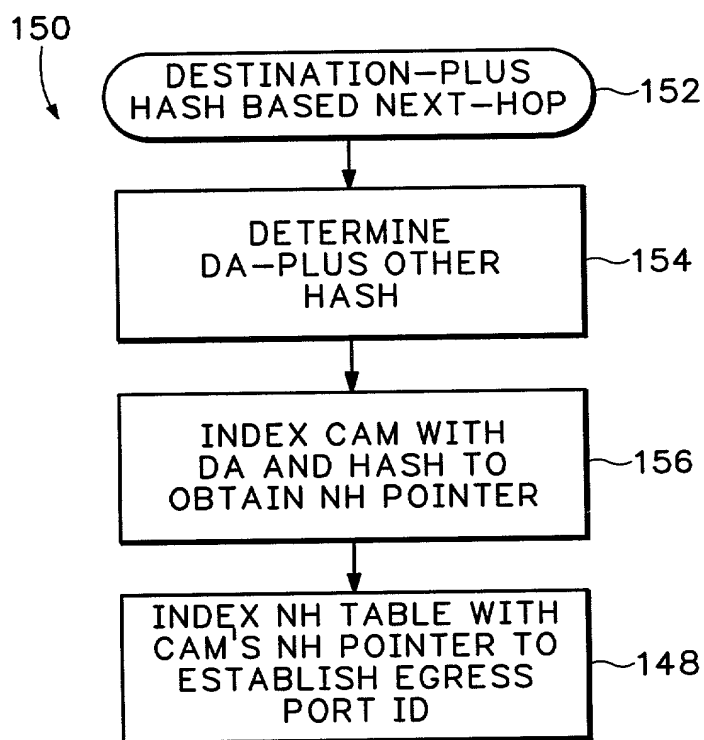 150
DESTINATION-PLUS
HASH BASED NEXT-HOP
152
DETERMINE
DA-PLUS OTHER
HASH
154
INDEX CAM WITH
DA AND HASH TO
OBTAIN NH POINTER
156
INDEX NH TABLE WITH
CAM'S NH POINTER TO
ESTABLISH EGRESS
PORT ID
148